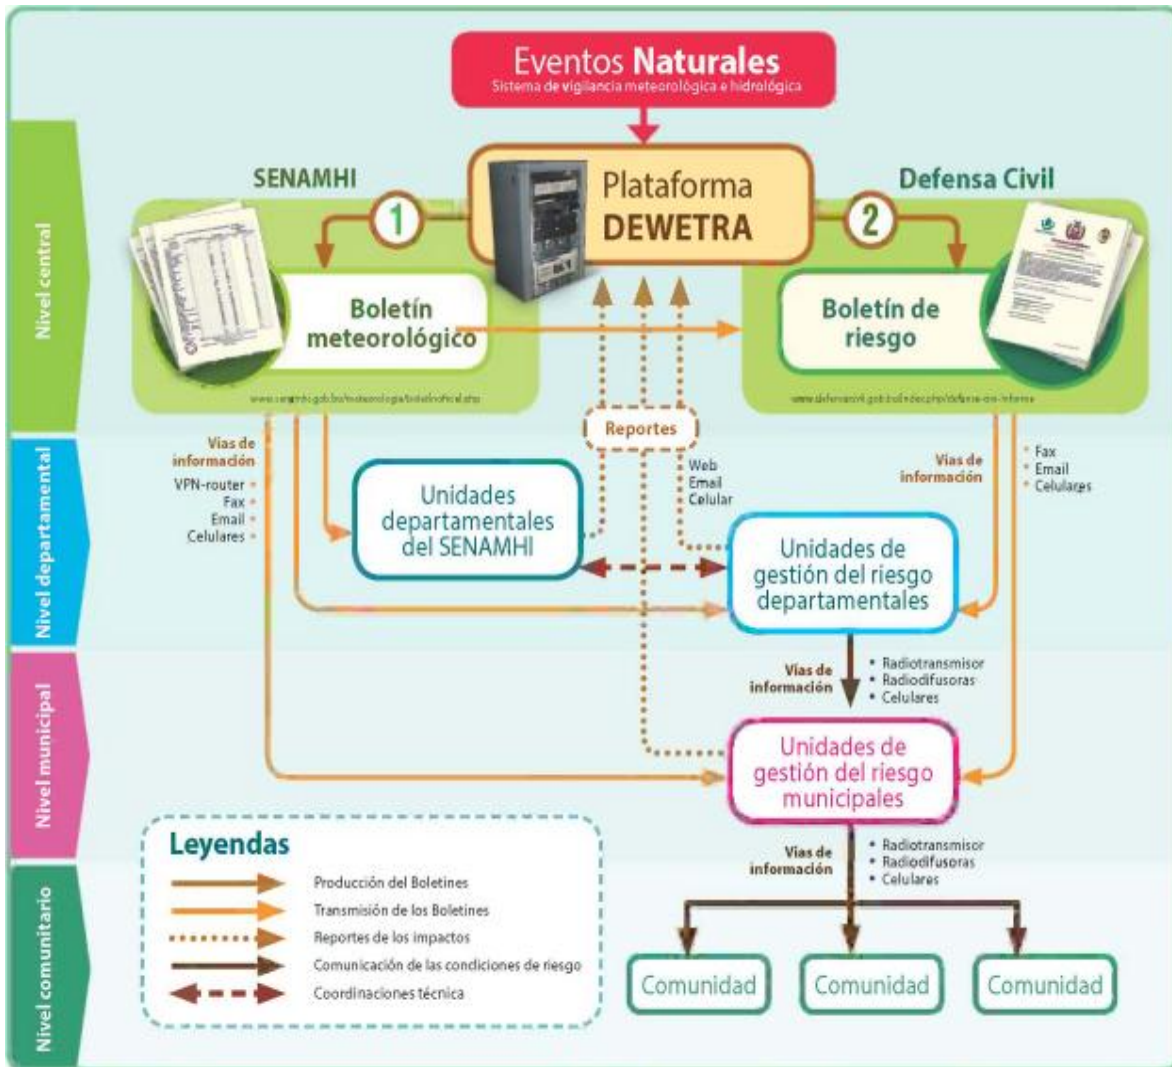 Eventos Naturales
Sistema de vigilancia meteorológica e hidrológica
Nivel central
SENAMHI
1
Plataforma
DEWETRA
2
Defensa Civil
Boletín
meteorológico
Boletín de
riesgo
Reportes
Nivel departamental
Vías de
información
VPN-router
Fax
Email
Celulares
Unidades
departamentales
del SENAMHI
Web
Email
Celular
Vías de
información
Fax
Email
Celulares
Unidades de
gestión del riesgo
departamentales
Nivel municipal
Vías de
información
Radiotransmisor
Radiodifusoras
Celulares
Unidades de
gestión del riesgo
municipales
Vías de
información
Radiotransmisor
Radiodifusoras
Celulares
Nivel comunitario
Leyendas
Producción del Boletines
Transmisión de los Boletines
Reportes de los impactos
Comunicación de las condiciones de riesgo
Coordinaciones técnica
Comunidad
Comunidad
Comunidad